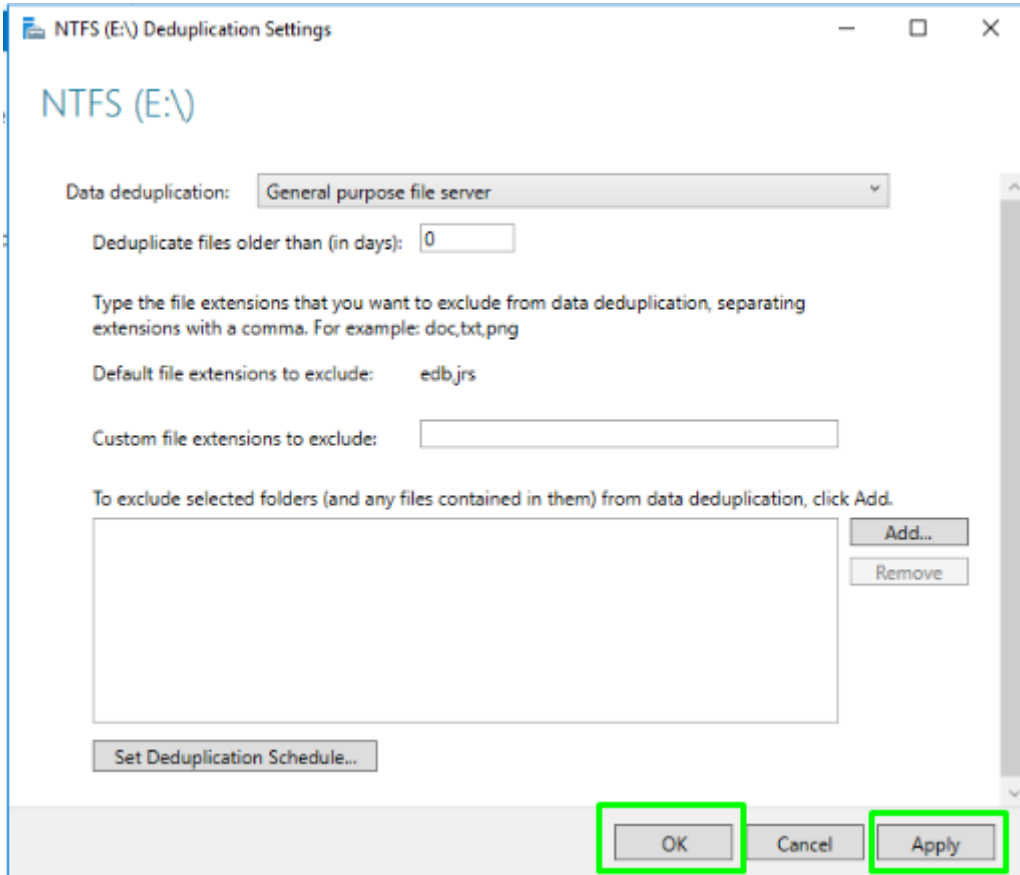 NTFS (E:\) Deduplication Settings
NTFS (E:\)
Data deduplication: General purpose file server
Deduplicate files older than (in days): 0
Type the file extensions that you want to exclude from data deduplication, separating
extensions with a comma. For example: doc,txt,png
Default file extensions to exclude: edb,jrs
Custom file extensions to exclude:
To exclude selected folders (and any files contained in them) from data deduplication, click Add.
Add...
Remove
Set Deduplication Schedule...
OK Cancel Apply